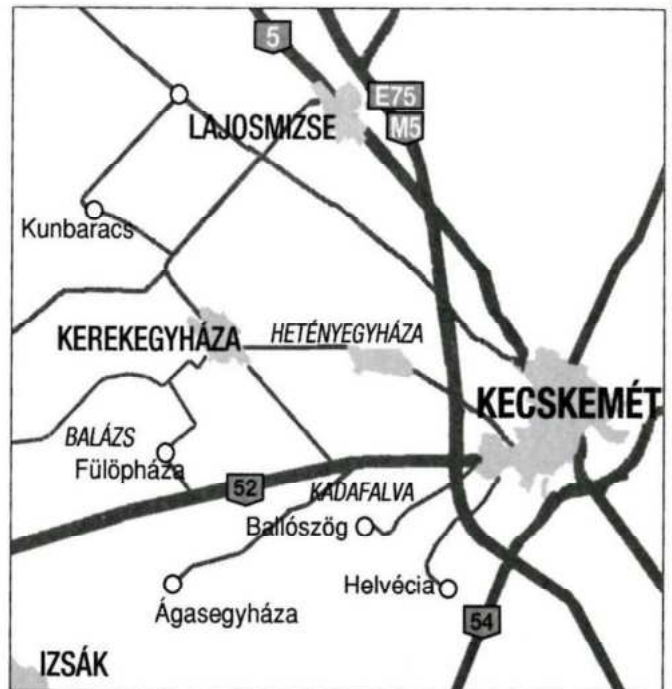 5
E75
LAJOSMIZSE
M5
Kunbaracs
KEREKEGYHÁZA
HETÉNYEGYHÁZA
KECSKEMÉT
BALÁZS
Fülöpháza
52
KADAFALVA
Ballószög
Helvécia
Ágasegyháza
54
IZSÁK